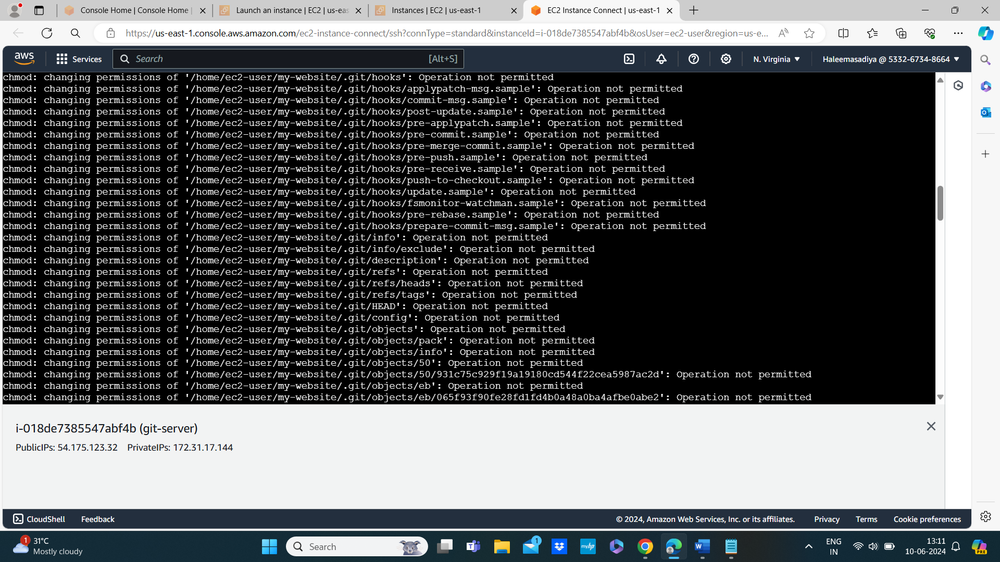 Console Home | Console Home |
Launch an instance | EC2 | us-eas
Instances | EC2 | us-east-1
EC2 Instance Connect | us-east-1
https://us-east-1.console.aws.amazon.com/ec2-instance-connect/ssh?connType=standard&instanceId=i-018de7385547abf4b&osUser=ec2-user&region=us-e...
aws
Services
Search
[Alt+S]
N. Virginia
Haleemasadiya @ 5332-6734-8664
chmod: changing permissions of '/home/ec2-user/my-website/.git/hooks': Operation not permitted
chmod: changing permissions of '/home/ec2-user/my-website/.git/hooks/applypatch-msg.sample': Operation not permitted
chmod: changing permissions of '/home/ec2-user/my-website/.git/hooks/commit-msg.sample': Operation not permitted
chmod: changing permissions of '/home/ec2-user/my-website/.git/hooks/post-update.sample': Operation not permitted
chmod: changing permissions of '/home/ec2-user/my-website/.git/hooks/pre-applypatch.sample': Operation not permitted
chmod: changing permissions of '/home/ec2-user/my-website/.git/hooks/pre-commit.sample': Operation not permitted
chmod: changing permissions of '/home/ec2-user/my-website/.git/hooks/pre-merge-commit.sample': Operation not permitted
chmod: changing permissions of '/home/ec2-user/my-website/.git/hooks/pre-push.sample': Operation not permitted
chmod: changing permissions of '/home/ec2-user/my-website/.git/hooks/pre-receive.sample': Operation not permitted
chmod: changing permissions of '/home/ec2-user/my-website/.git/hooks/push-to-checkout.sample': Operation not permitted
chmod: changing permissions of '/home/ec2-user/my-website/.git/hooks/update.sample': Operation not permitted
chmod: changing permissions of '/home/ec2-user/my-website/.git/hooks/fsmonitor-watchman.sample': Operation not permitted
chmod: changing permissions of '/home/ec2-user/my-website/.git/hooks/pre-rebase.sample': Operation not permitted
chmod: changing permissions of '/home/ec2-user/my-website/.git/hooks/prepare-commit-msg.sample': Operation not permitted
chmod: changing permissions of '/home/ec2-user/my-website/.git/info': Operation not permitted
chmod: changing permissions of '/home/ec2-user/my-website/.git/info/exclude': Operation not permitted
chmod: changing permissions of '/home/ec2-user/my-website/.git/description': Operation not permitted
chmod: changing permissions of '/home/ec2-user/my-website/.git/refs': Operation not permitted
chmod: changing permissions of '/home/ec2-user/my-website/.git/refs/heads': Operation not permitted
chmod: changing permissions of '/home/ec2-user/my-website/.git/refs/tags': Operation not permitted
chmod: changing permissions of '/home/ec2-user/my-website/.git/HEAD': Operation not permitted
chmod: changing permissions of '/home/ec2-user/my-website/.git/config': Operation not permitted
chmod: changing permissions of '/home/ec2-user/my-website/.git/objects': Operation not permitted
chmod: changing permissions of '/home/ec2-user/my-website/.git/objects/pack': Operation not permitted
chmod: changing permissions of '/home/ec2-user/my-website/.git/objects/info': Operation not permitted
chmod: changing permissions of '/home/ec2-user/my-website/.git/objects/50': Operation not permitted
chmod: changing permissions of '/home/ec2-user/my-website/.git/objects/50/931c75c929f19a19180cd544f22cea5987ac2d': Operation not permitted
chmod: changing permissions of '/home/ec2-user/my-website/.git/objects/eb': Operation not permitted
chmod: changing permissions of '/home/ec2-user/my-website/.git/objects/eb/065f93f90fe28fd1fd4b0a48a0ba4afbe0abe2': Operation not permitted
i-018de7385547abf4b (git-server)
PublicIPs: 54.175.123.32 PrivateIPs: 172.31.17.144
CloudShell
Feedback
© 2024, Amazon Web Services, Inc. or its affiliates.
Privacy
Terms
Cookie preferences
1
31°C
Mostly cloudy
Search
1
myhp
ENG
IN
13:11
10-06-2024
PRE